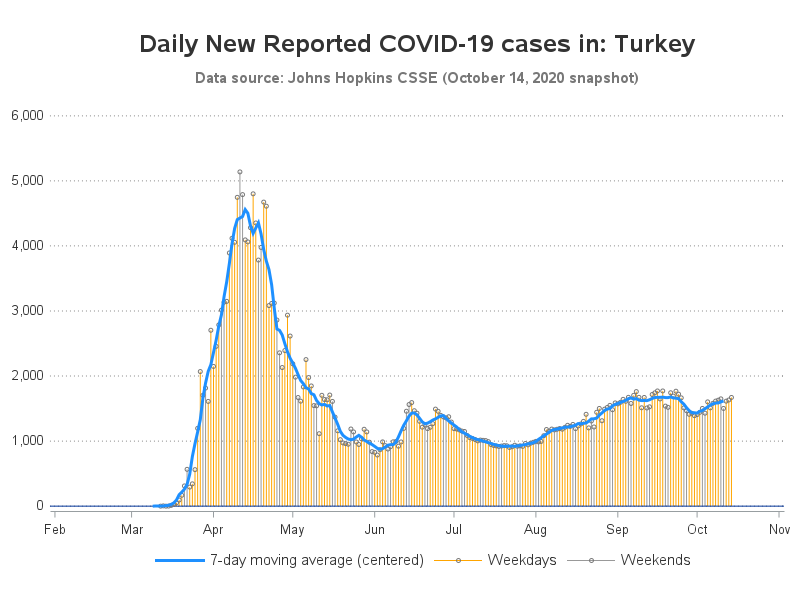 Daily New Reported COVID-19 cases in: Turkey
Data source: Johns Hopkins CSSE (October 14, 2020 snapshot)
6,000
5,000
4,000
3,000
2,000
1,000
0
Feb Mar Apr May Jun Jul Aug Sep Oct Nov
7-day moving average (centered) Weekdays Weekends